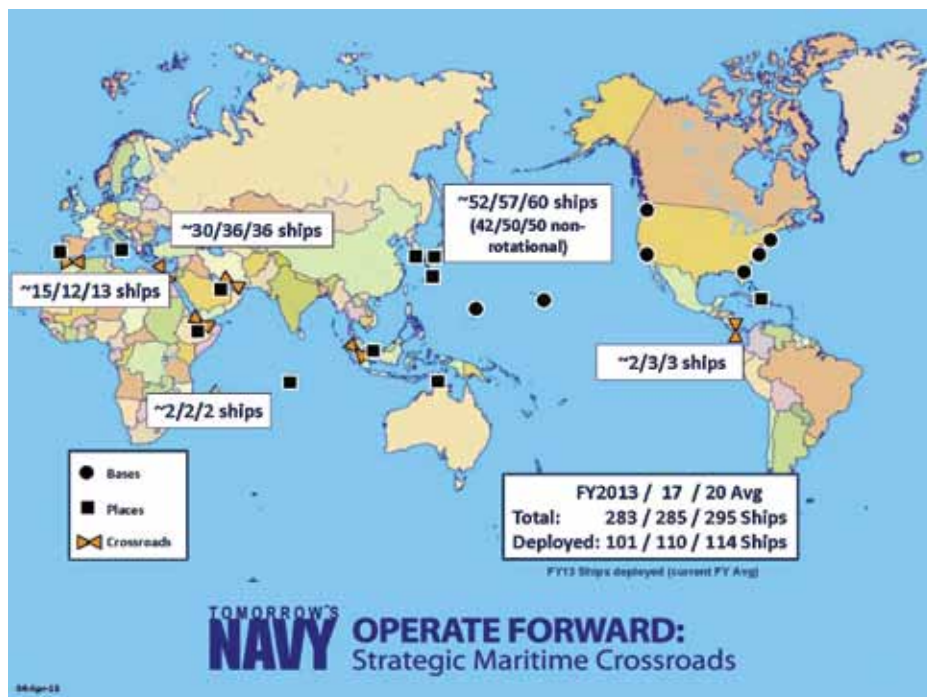 ~52/57/60 ships
(42/50/50 non-
rotational)
~30/36/36 ships
~15/12/13 ships
~2/3/3 ships
~2/2/2 ships
Bases
Places
Crossroads
FY2013 / 17 / 20 Avg
Total: 283 / 285 / 295 Ships
Deployed: 101 / 110 / 114 Ships
FY13 Ships deployed (current FY Avg)
TOMORROW'S
NAVY
OPERATE FORWARD:
Strategic Maritime Crossroads